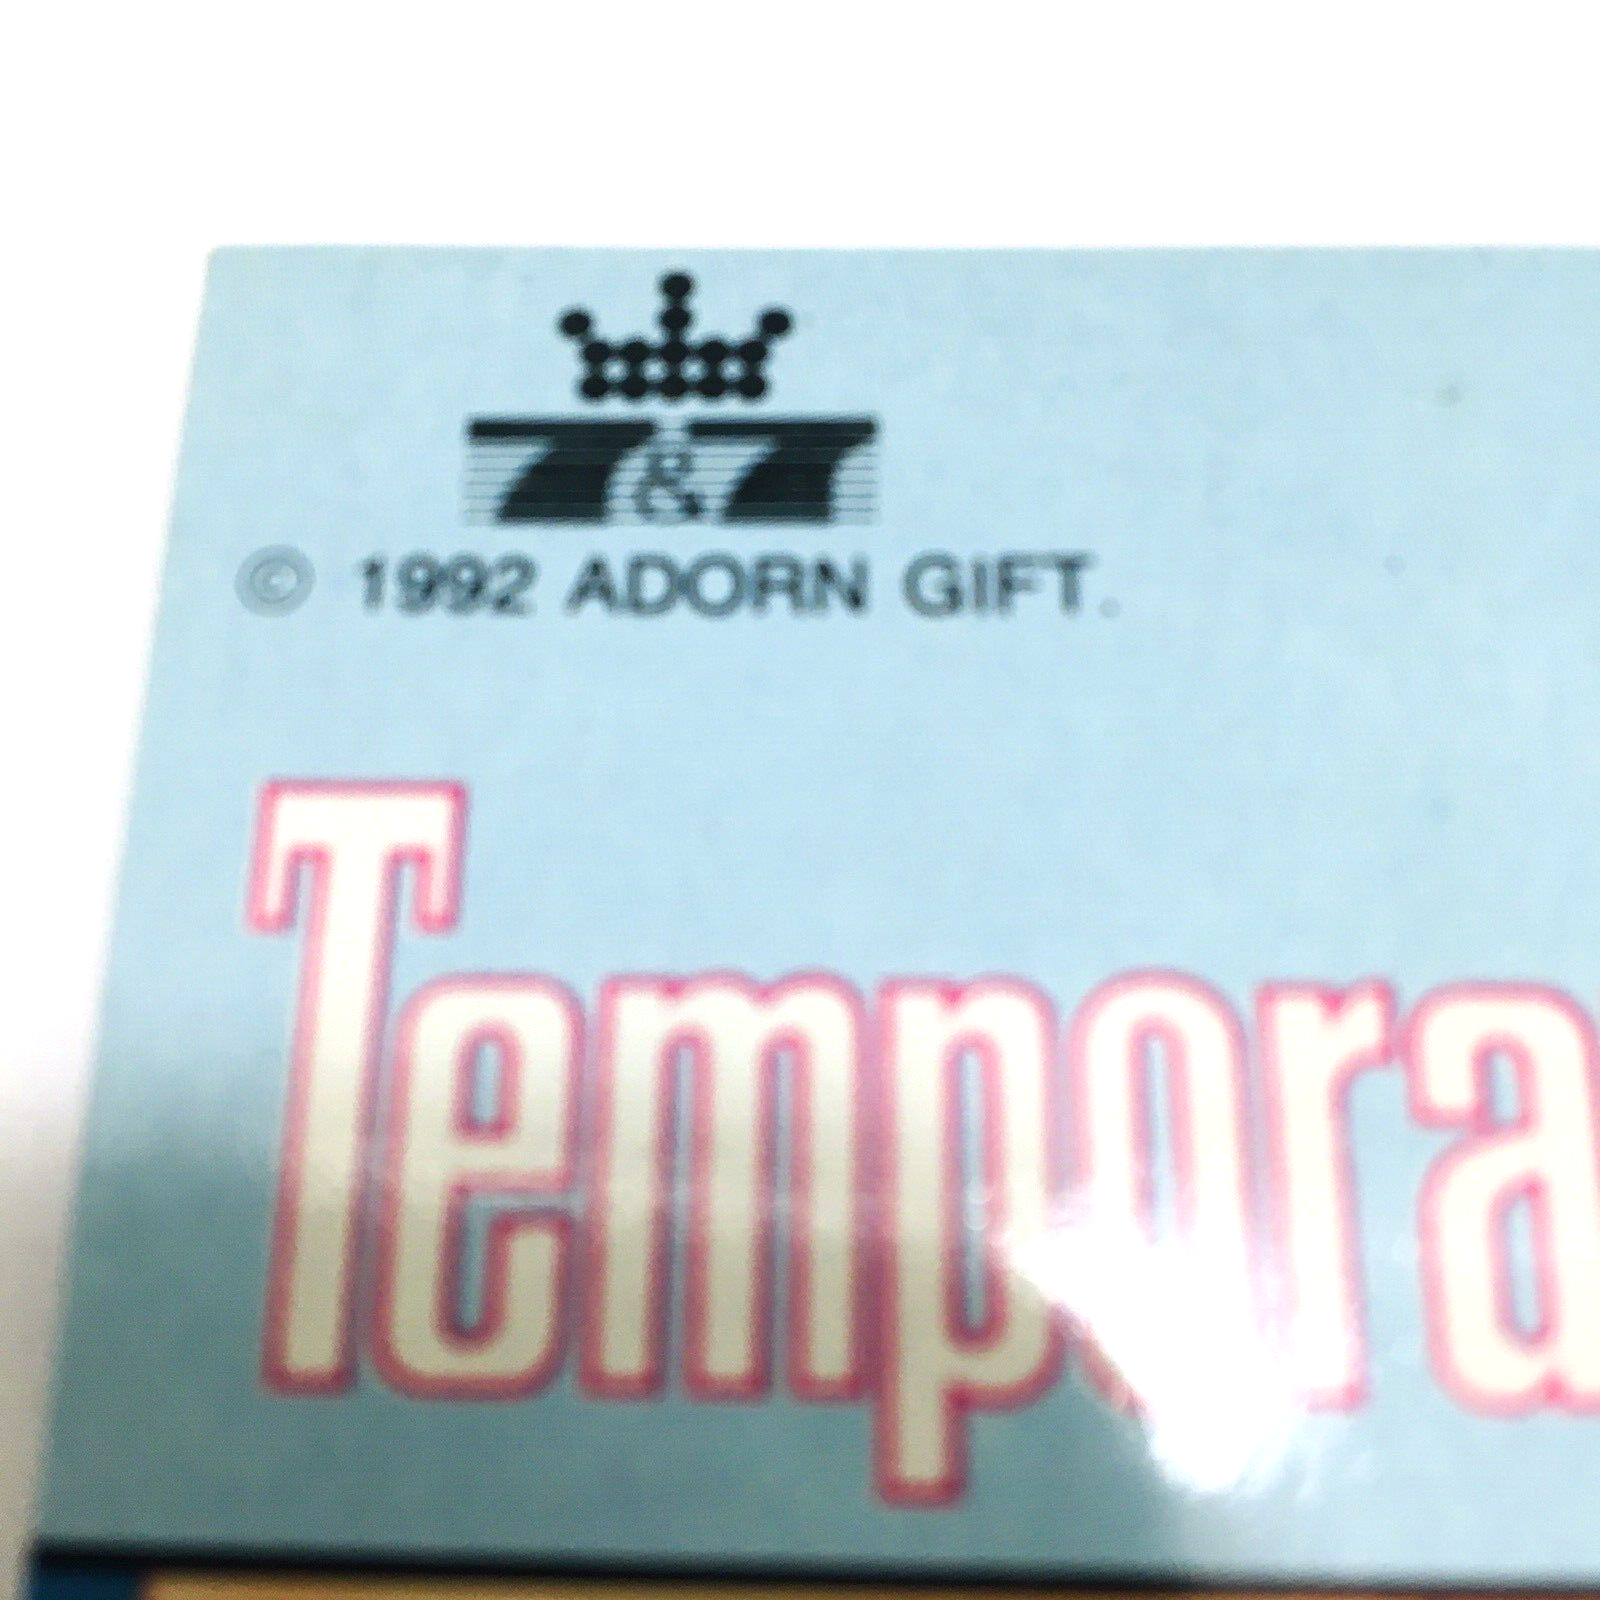 7&7
© 1992 ADORN GIFT.
Tempora